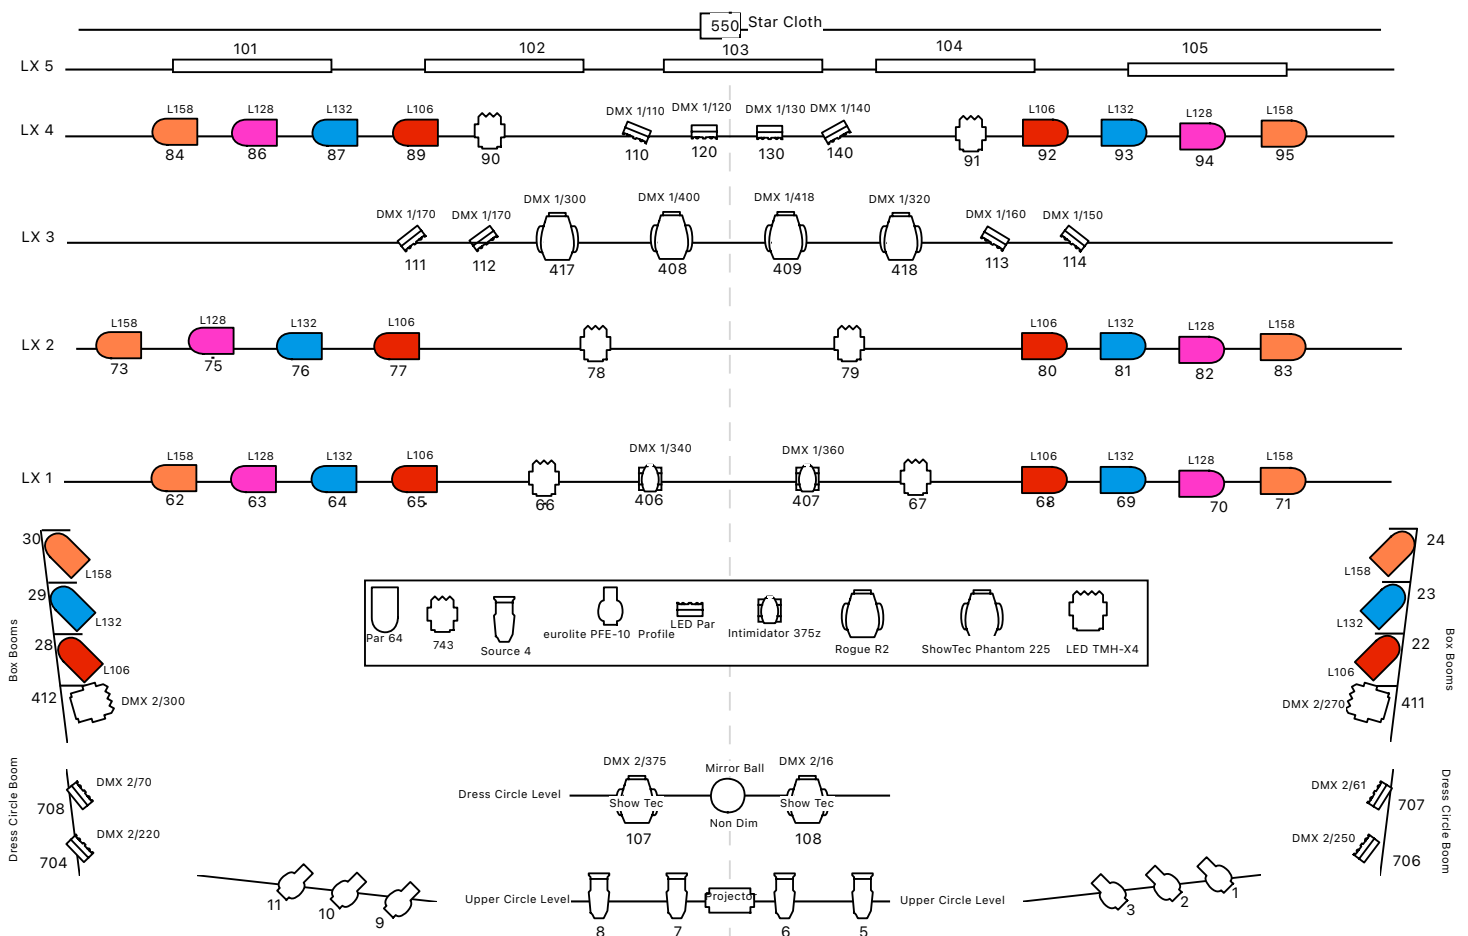 550 Star Cloth
101 102 103 104 105
LX 5
L158 L128 L132 L106 DMX 1/110 DMX 1/120 DMX 1/130 DMX 1/140 L106 L132 L128 L158
LX 4
84 86 87 89 90 110 120 130 140 91 92 93 94 95
DMX 1/170 DMX 1/170 DMX 1/300 DMX 1/400 DMX 1/418 DMX 1/320 DMX 1/160 DMX 1/150
LX 3
111 112 417 408 409 418 113 114
L158 L128 L132 L106 L106 L132 L128 L158
LX 2
73 75 76 77 78 79 80 81 82 83
L158 L128 L132 L106 DMX 1/340 DMX 1/360 L106 L132 L128 L158
LX 1
62 63 64 65 66 406 407 67 68 69 70 71
30 L158
29 L132
28 L106
412 DMX 2/300
Box Booms
Par 64 743 Source 4 eurolite PFE-10 Profile LED Par Intimidator 375z Rogue R2 ShowTec Phantom 225 LED TMH-X4
24 L158
23 L132
22 L106
DMX 2/270 411
Box Booms
DMX 2/70
708
DMX 2/220
704
Dress Circle Boom
DMX 2/375 Mirror Ball DMX 2/16
Dress Circle Level Show Tec Show Tec
Non Dim
107 108
DMX 2/61
707
DMX 2/250
706
Dress Circle Boom
11 10 9
Upper Circle Level Projector Upper Circle Level
8 7 6 5
3 2 1